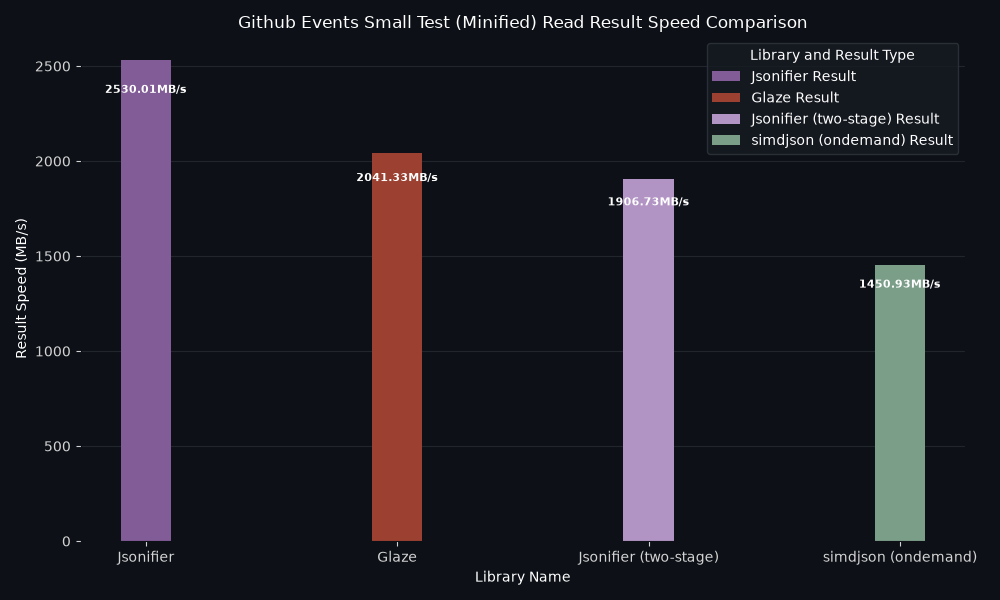 Github Events Small Test (Minified) Read Result Speed Comparison
Library and Result Type
Jsonifier Result
Glaze Result
Jsonifier (two-stage) Result
simdjson (ondemand) Result
2530.01MB/s
2041.33MB/s
1906.73MB/s
1450.93MB/s
Result Speed (MB/s)
2500
2000
1500
1000
500
0
Jsonifier
Glaze
Jsonifier (two-stage)
simdjson (ondemand)
Library Name